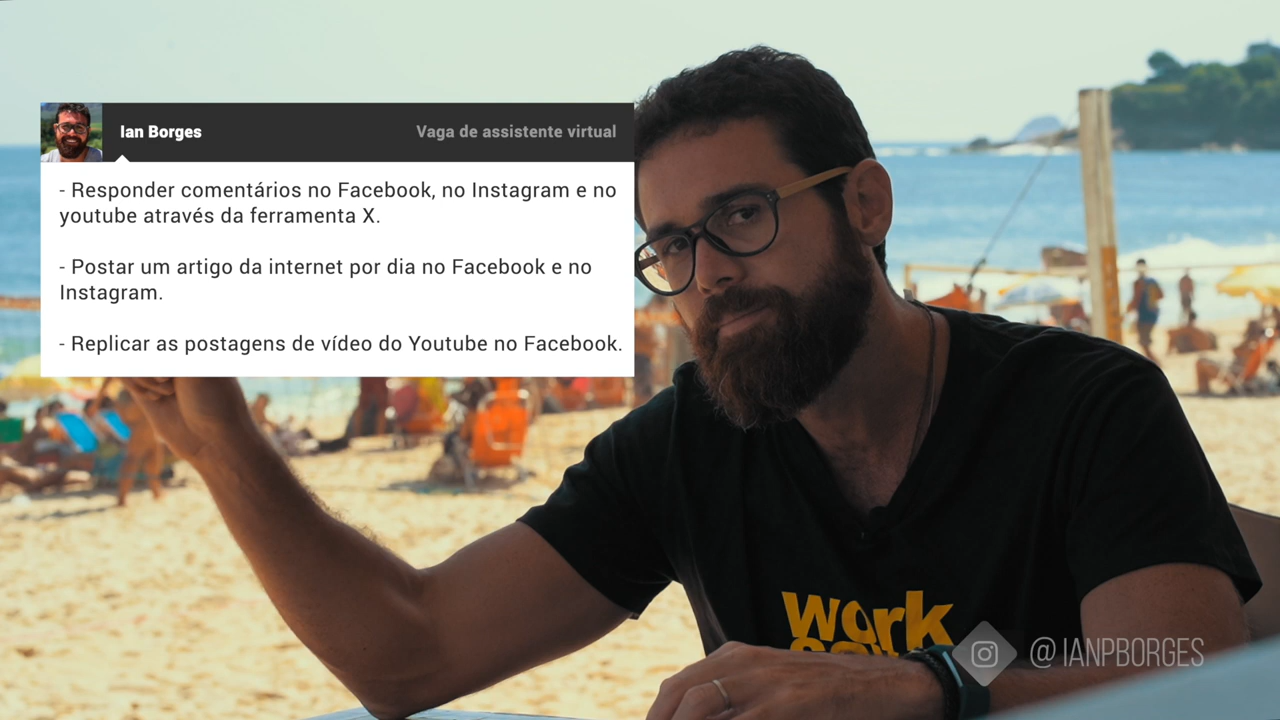 Ian Borges
Vaga de assistente virtual
- Responder comentários no Facebook, no Instagram e no
youtube através da ferramenta X.
- Postar um artigo da internet por dia no Facebook e no
Instagram.
- Replicar as postagens de vídeo do Youtube no Facebook.
work
@IANPBORGES